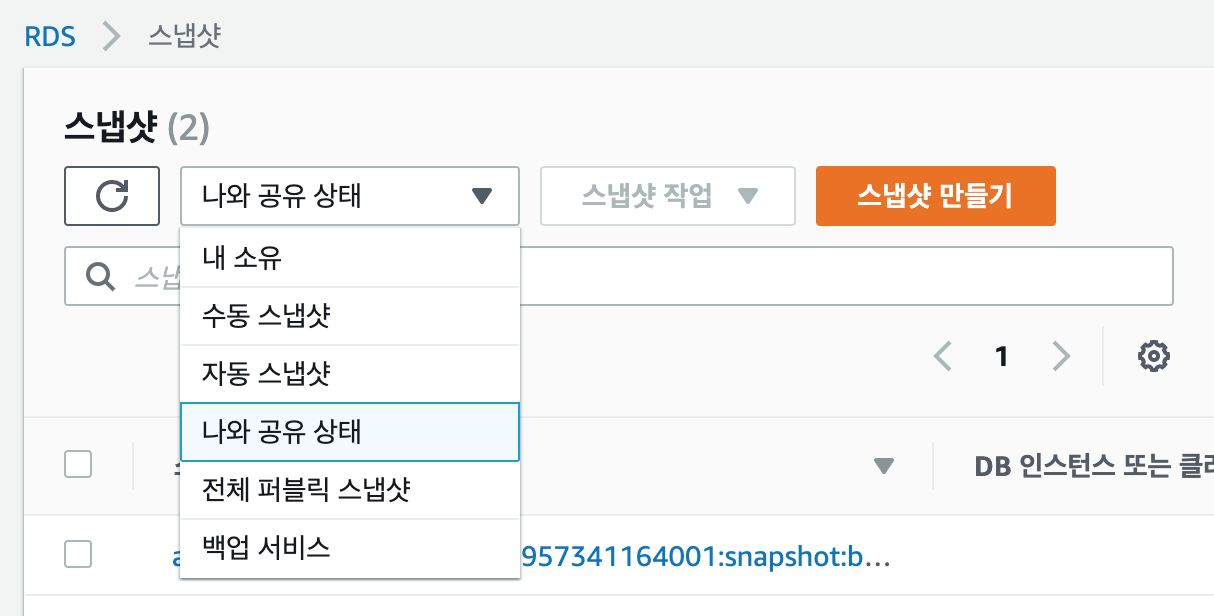 RDS > 스냅샷
스냅샷 (2)
나와 공유 상태 스냅샷 작업 스냅샷 만들기
내 소유
수동 스냅샷
자동 스냅샷
1
나와 공유 상태
DB 인스턴스 또는
전체 퍼블릭 스냅샷
백업 서비스
957341164001:snapshot:b...